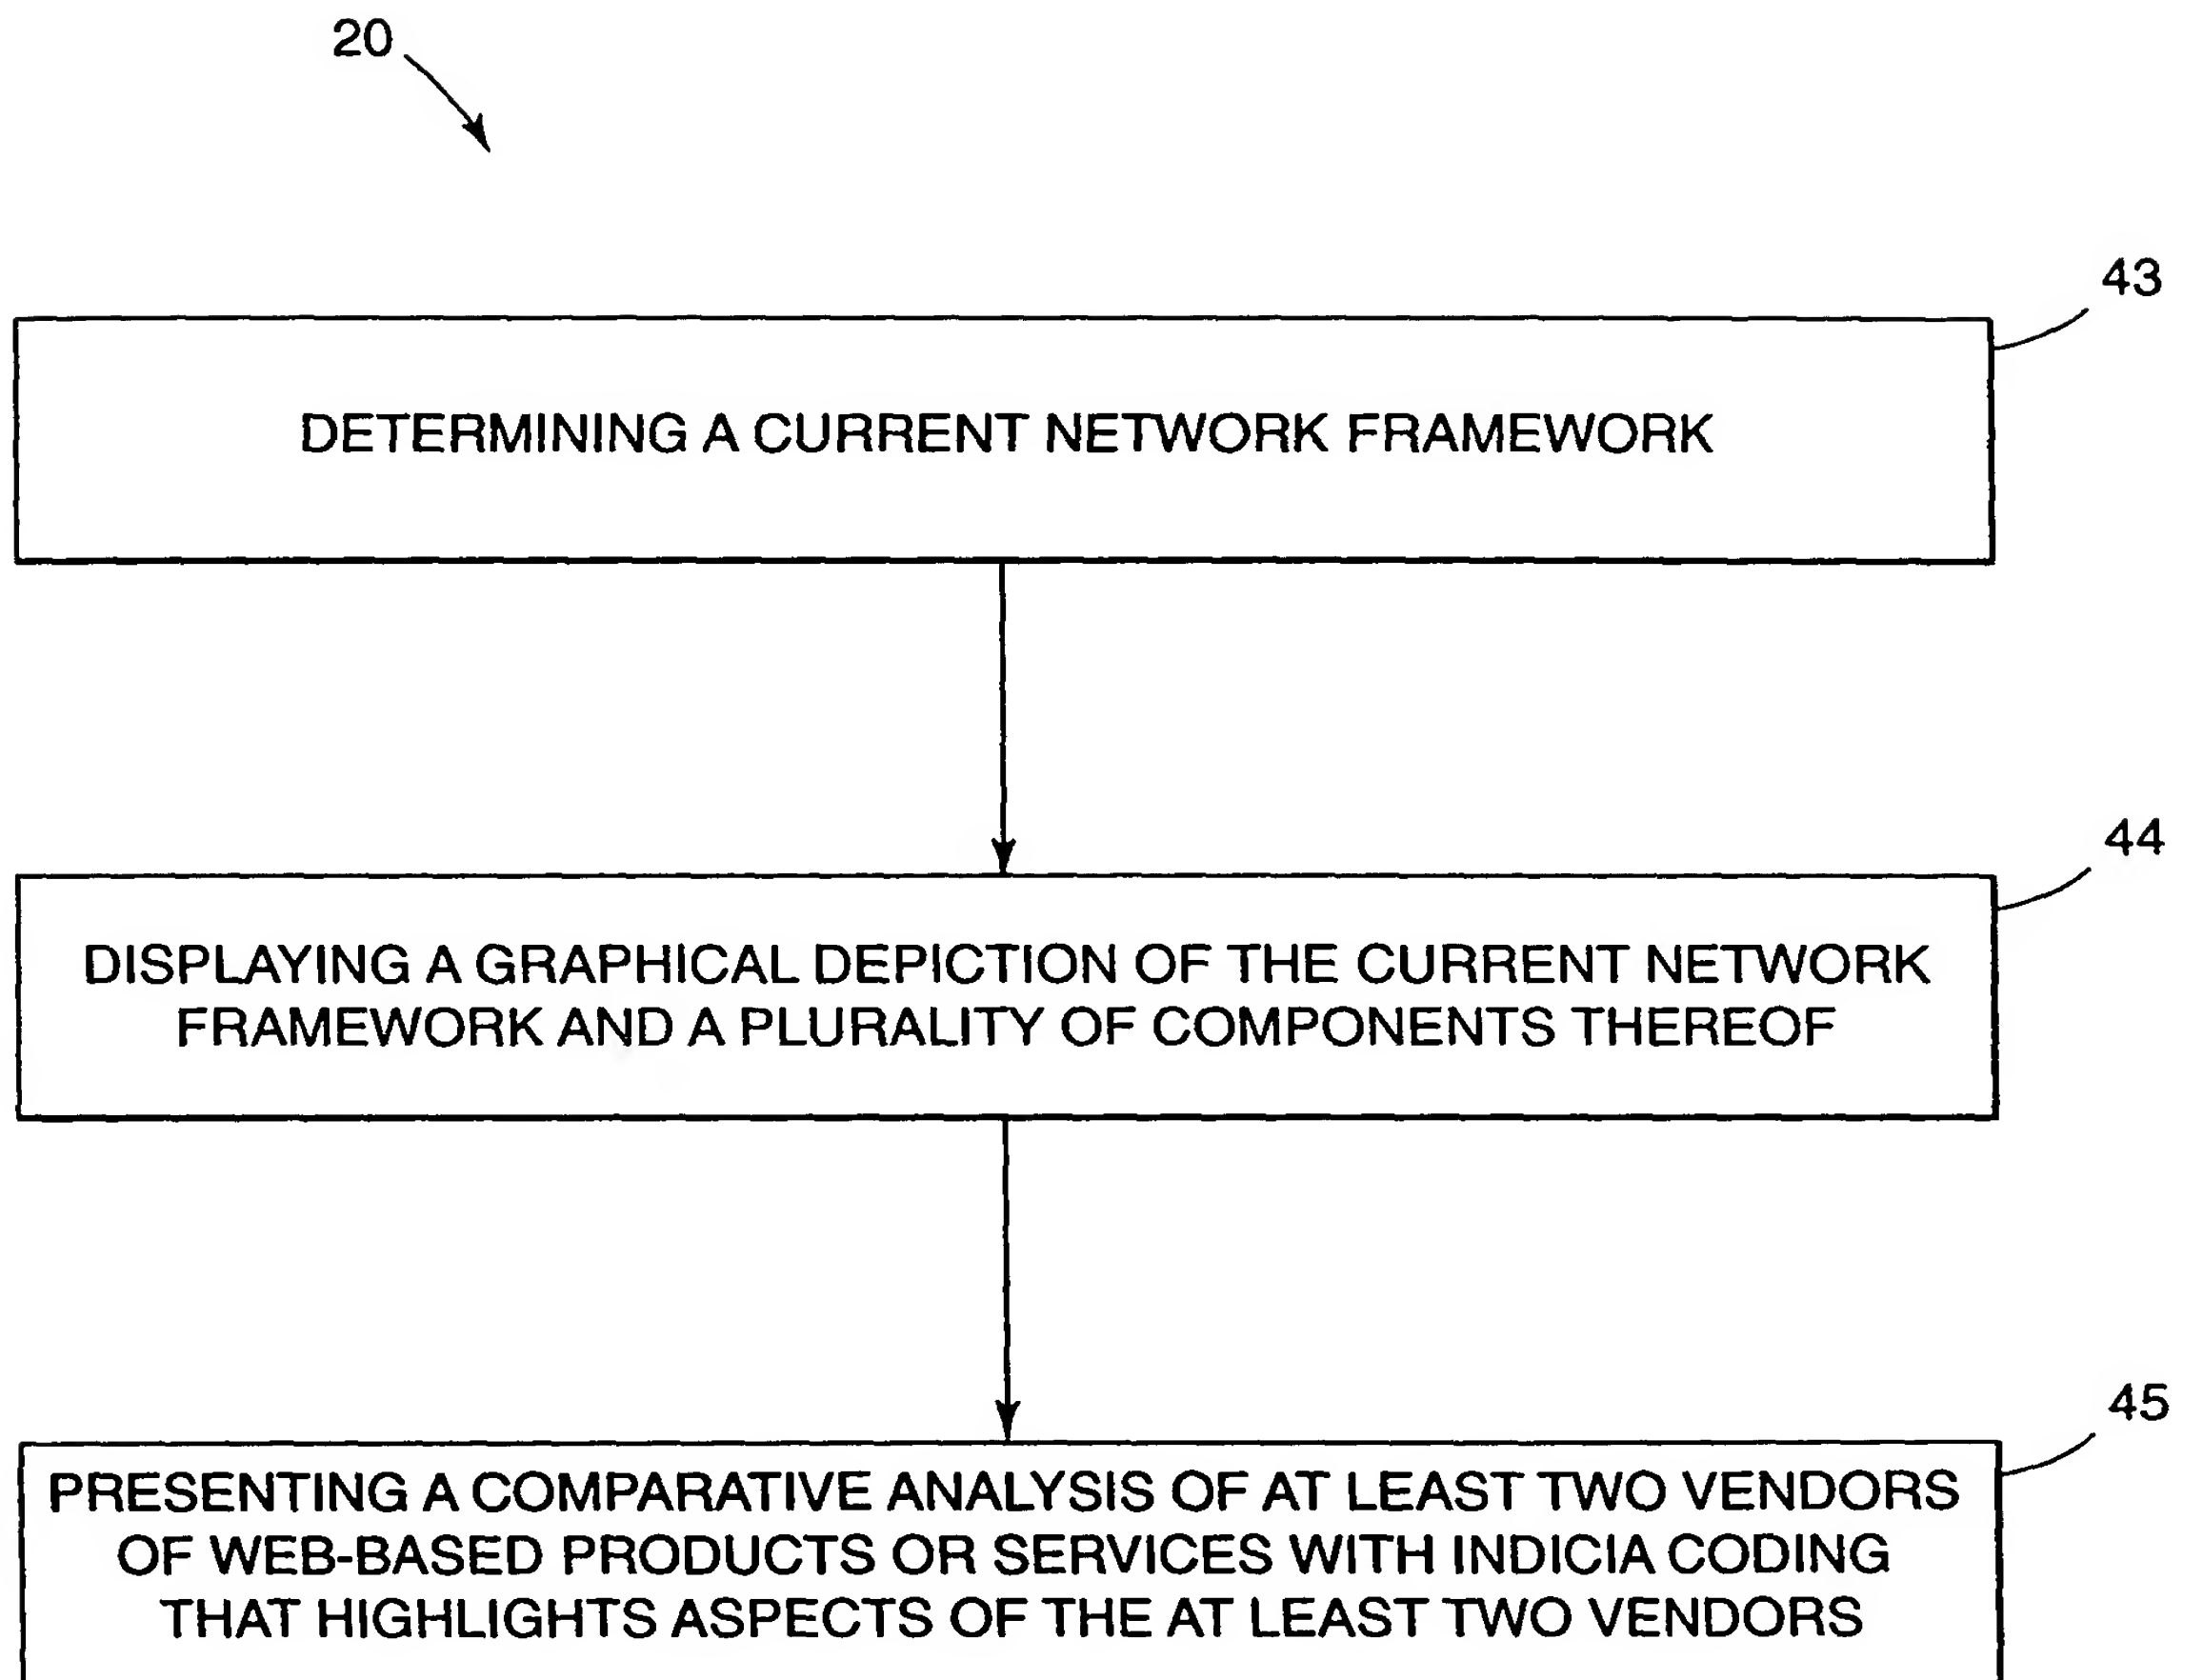 20
43
DETERMINING A CURRENT NETWORK FRAMEWORK
44
DISPLAYING A GRAPHICAL DEPICTION OF THE CURRENT NETWORK
FRAMEWORK AND A PLURALITY OF COMPONENTS THEREOF
45
PRESENTING A COMPARATIVE ANALYSIS OF AT LEAST TWO VENDORS
OF WEB-BASED PRODUCTS OR SERVICES WITH INDICIA CODING
THAT HIGHLIGHTS ASPECTS OF THE AT LEAST TWO VENDORS